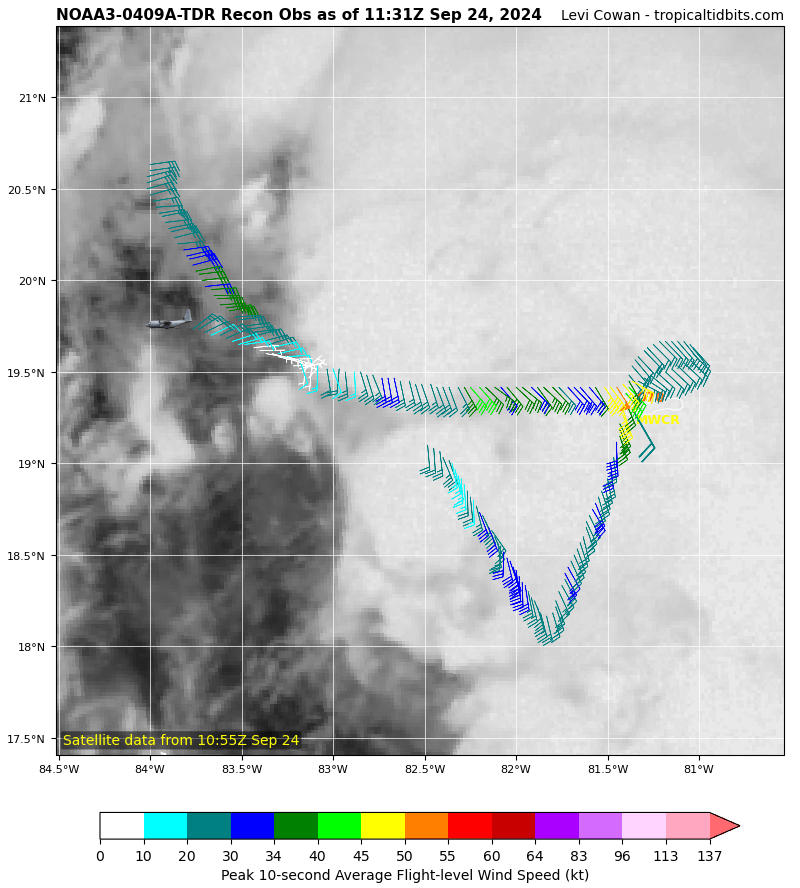 NOAA3-0409A-TDR Recon Obs as of 11:31Z Sep 24, 2024 Levi Cowan - tropicaltidbits.com
21°N
20.5°N
20°N
19.5°N
19°N
18.5°N
18°N
17.5°N
MWCR
Satellite data from 10:55Z Sep 24
84.5°W 84°W 83.5°W 83°W 82.5°W 82°W 81.5°W 81°W
0 10 20 30 34 40 45 50 55 60 64 83 96 113 137
Peak 10-second Average Flight-level Wind Speed (kt)